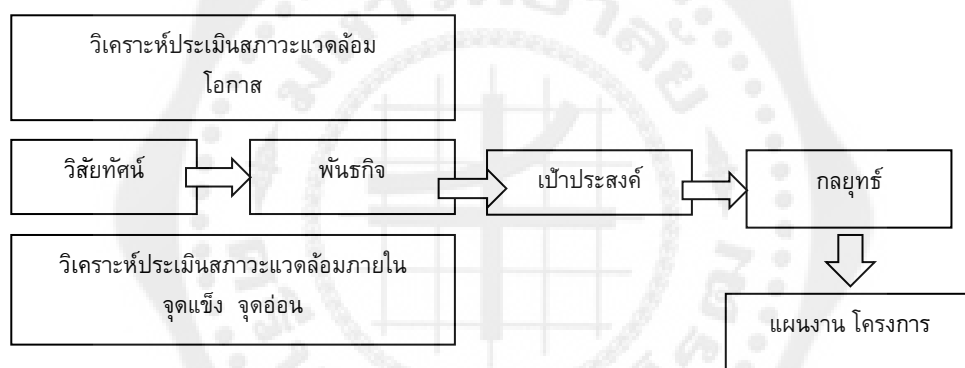 วิเคราะห์ประเมินสภาวะแวดล้อม
โอกาส
วิสัยทัศน์
พันธกิจ
เป้าประสงค์
กลยุทธ์
วิเคราะห์ประเมินสภาวะแวดล้อมภายใน
จุดแข็ง จุดอ่อน
แผนงาน โครงการ